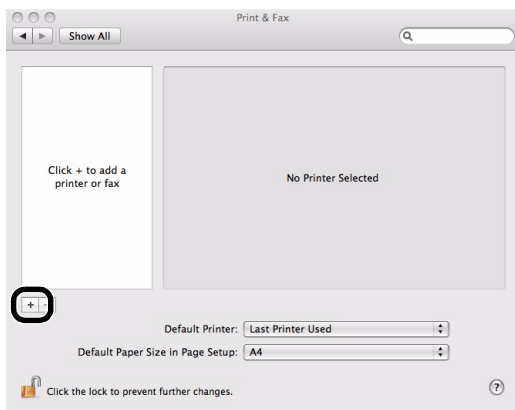 Print & Fax
Show All
Click + to add a
printer or fax
No Printer Selected
+ -
Default Printer: Last Printer Used
Default Paper Size in Page Setup: A4
Click the lock to prevent further changes.
?